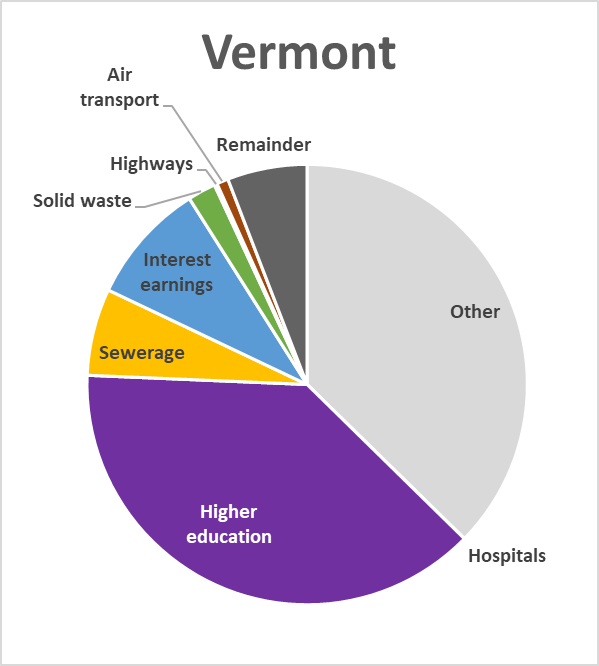 Vermont
Air
transport
Remainder
Highways
Solid waste
Interest
earnings
Other
Sewerage
Higher
education
Hospitals